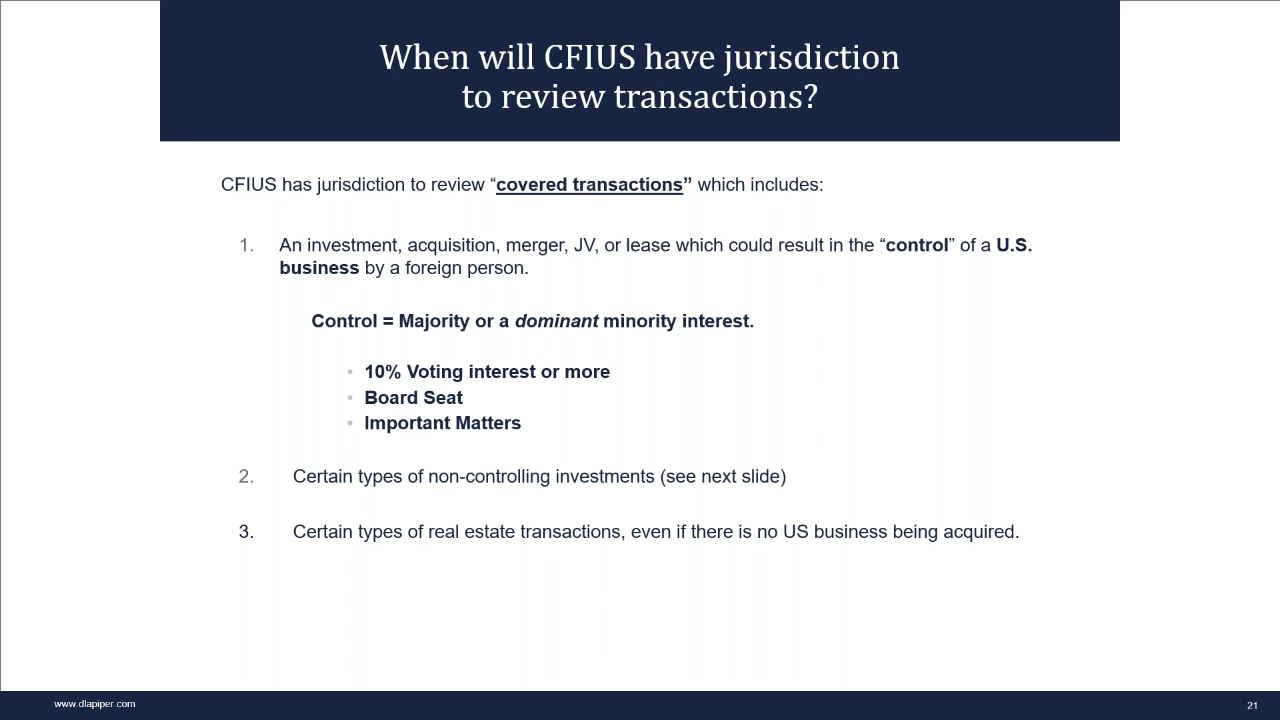 When will CFIUS have jurisdiction
to review transactions?
CFIUS has jurisdiction to review “covered transactions” which includes:
1. An investment, acquisition, merger, JV, or lease which could result in the “control” of a U.S.
business by a foreign person.
Control = Majority or a dominant minority interest.
• 10% Voting interest or more
• Board Seat
• Important Matters
2. Certain types of non-controlling investments (see next slide)
3. Certain types of real estate transactions, even if there is no US business being acquired.
www.dlapiper.com
21